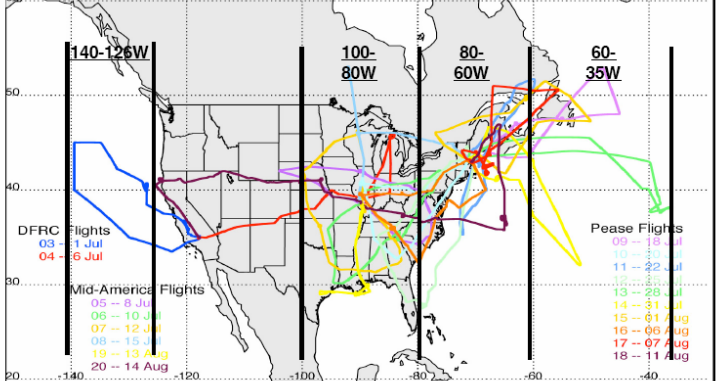 140-126W
100-
80W
80-
60W
60-
35W
50
40
30
20
-140
-120
-100
-80
-60
DFRC Flights
03 -- 1 Jul
04 -- 6 Jul
Mid-America Flights
05 -- 8 Jul
06 -- 10 Jul
07 -- 12 Jul
08 -- 15 Jul
19 -- 13 Aug
20 -- 14 Aug
Pease Flights
09 -- 18 Jul
10 -- 20 Jul
11 -- 22 Jul
13 -- 28 Jul
14 -- 31 Jul
15 -- 01 Aug
16 -- 06 Aug
17 -- 07 Aug
18 -- 11 Aug